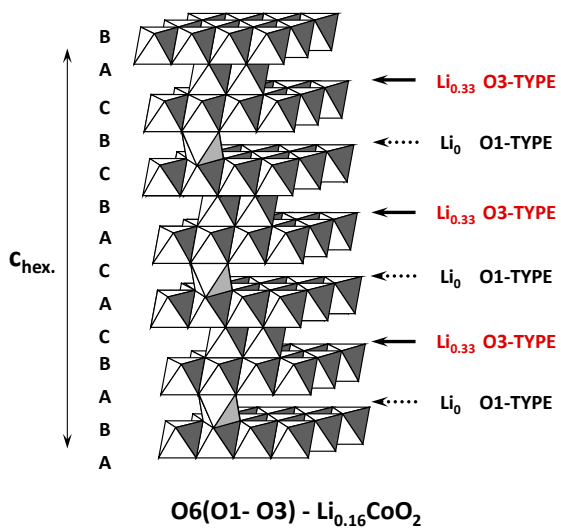 B
A
Li0.33 O3-TYPE
C
B
Li0 O1-TYPE
C
B
Li0.33 O3-TYPE
A
chex.
C
Li0 O1-TYPE
A
C
Li0.33 O3-TYPE
B
A
Li0 O1-TYPE
B
A
O6(O1- O3) - Li0.16CoO2